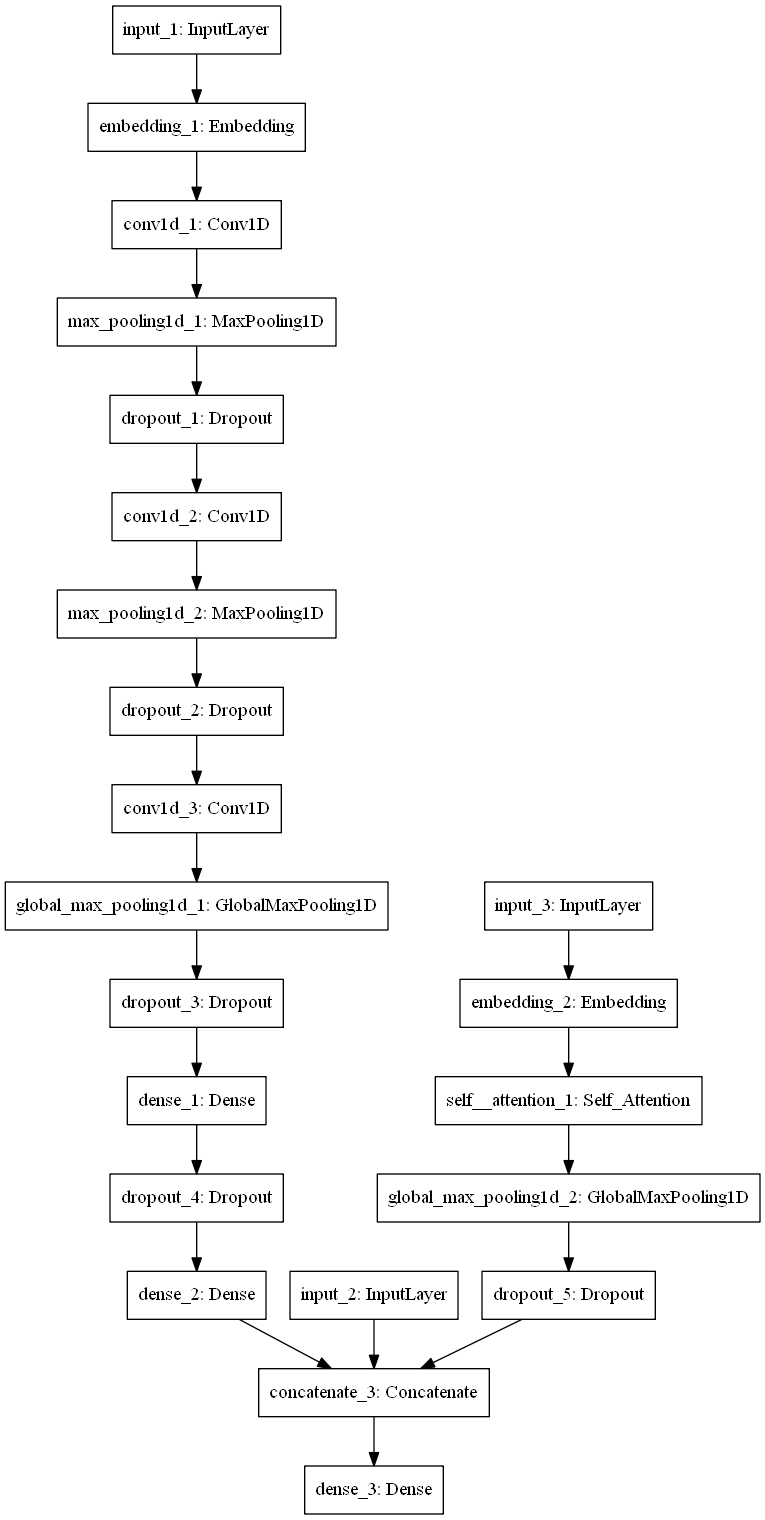 input_1: InputLayer
embedding_1: Embedding
conv1d_1: Conv1D
max_pooling1d_1: MaxPooling1D
dropout_1: Dropout
conv1d_2: Conv1D
max_pooling1d_2: MaxPooling1D
dropout_2: Dropout
conv1d_3: Conv1D
global_max_pooling1d_1: GlobalMaxPooling1D
input_3: InputLayer
dropout_3: Dropout
embedding_2: Embedding
dense_1: Dense
self__attention_1: Self_Attention
dropout_4: Dropout
global_max_pooling1d_2: GlobalMaxPooling1D
dense_2: Dense
input_2: InputLayer
dropout_5: Dropout
concatenate_3: Concatenate
dense_3: Dense